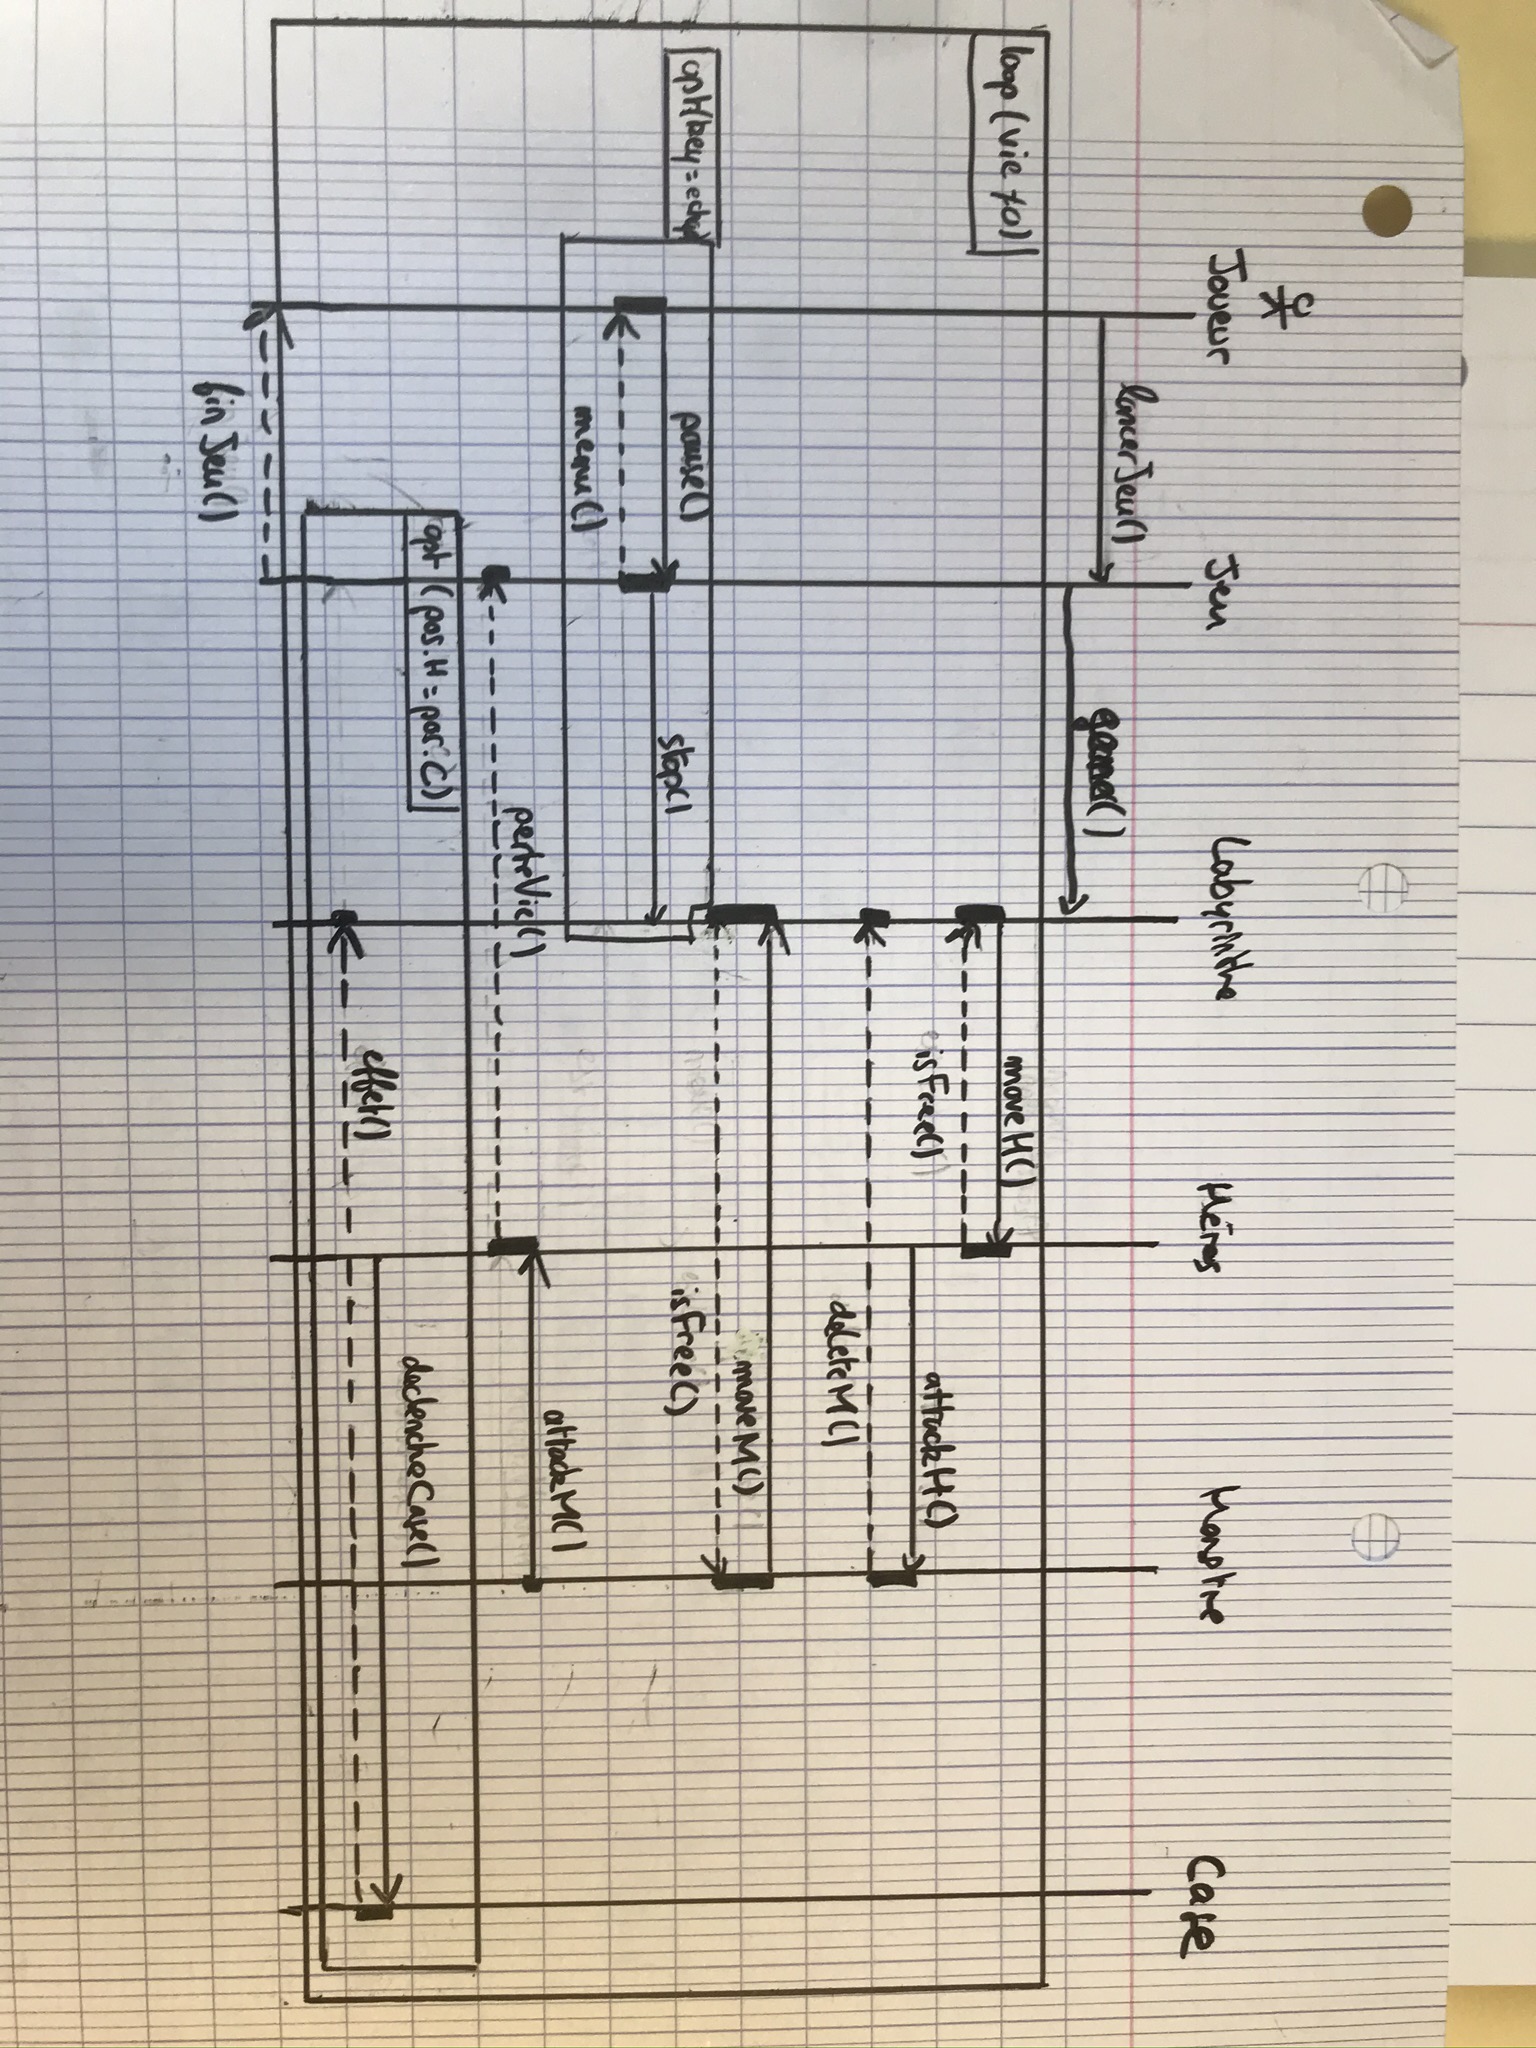 Joueur
Jeu
Labyrinthe
Héros
Monstre
Case
lancerJeu()
loop (vie ≠0)
moveH()
isFree()
attackH()
deleteM()
moveM()
isFree()
opt(key=echap)
pause()
stop()
menu()
attackM()
perteVie()
opt (pos.H=pos.C)
declencheCase()
effet()
finJeu()